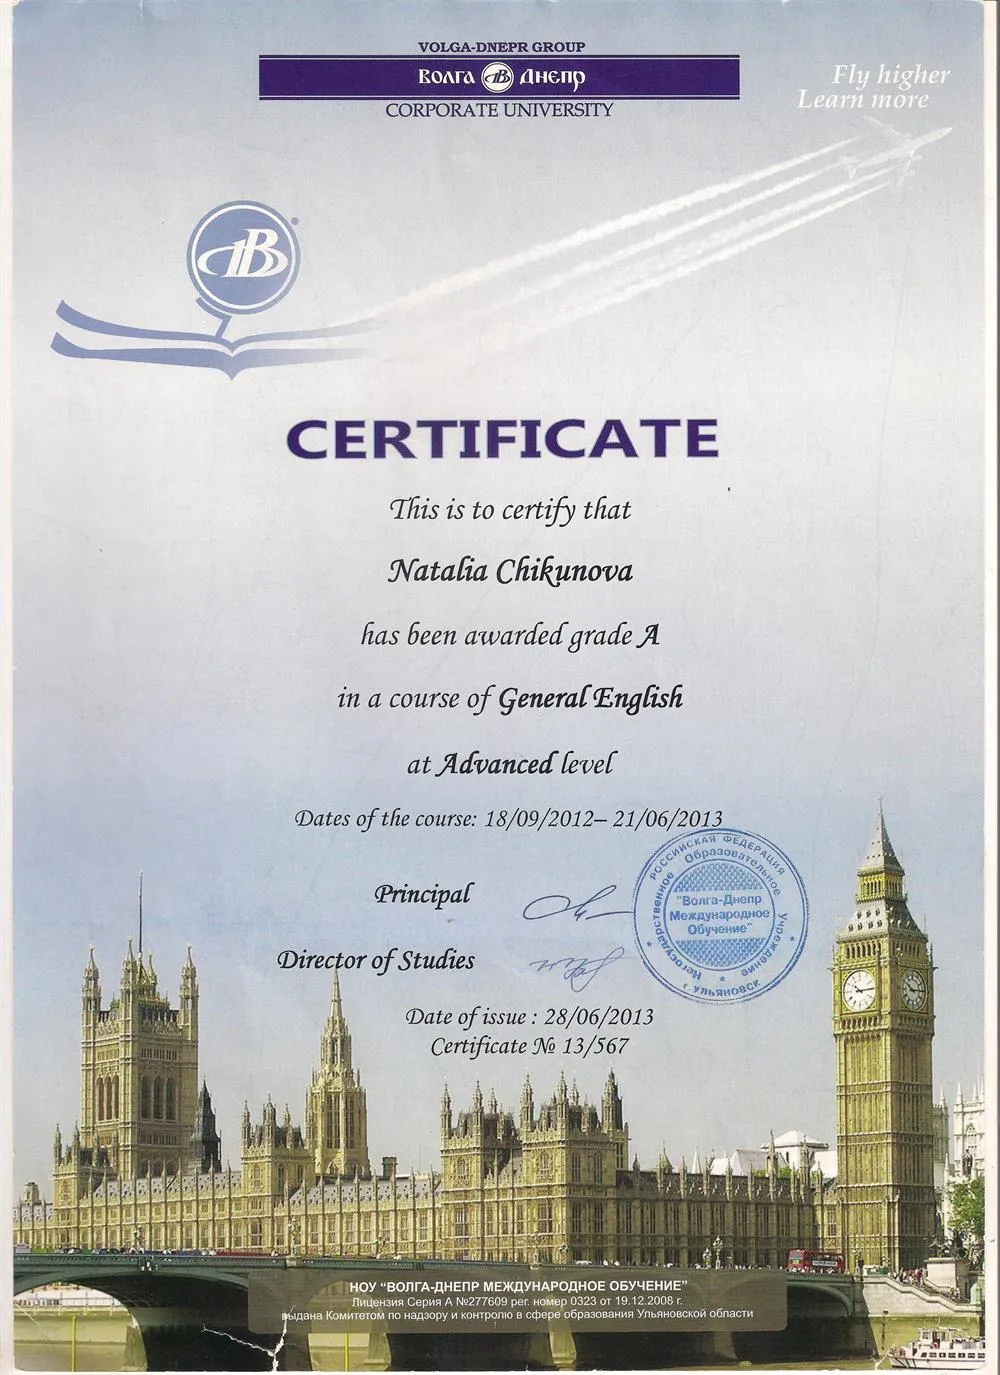 VOLGA-DNEPR GROUP
Волга Днепр
CORPORATE UNIVERSITY
Fly higher
Learn more
CERTIFICATE
This is to certify that
Natalia Chikunova
has been awarded grade A
in a course of General English
at Advanced level
Dates of the course: 18/09/2012– 21/06/2013
Principal
Director of Studies
РОССИЙСКАЯ ФЕДЕРАЦИЯ
Негосударственное Образовательное Учреждение
"Волга-Днепр
Международное
Обучение"
г. Ульяновск
Date of issue : 28/06/2013
Certificate № 13/567
НОУ “ВОЛГА-ДНЕПР МЕЖДУНАРОДНОЕ ОБУЧЕНИЕ”
Лицензия Серия А №277609 рег. номер 0323 от 19.12.2008 г.
выдана Комитетом по надзору и контролю в сфере образования Ульяновской области